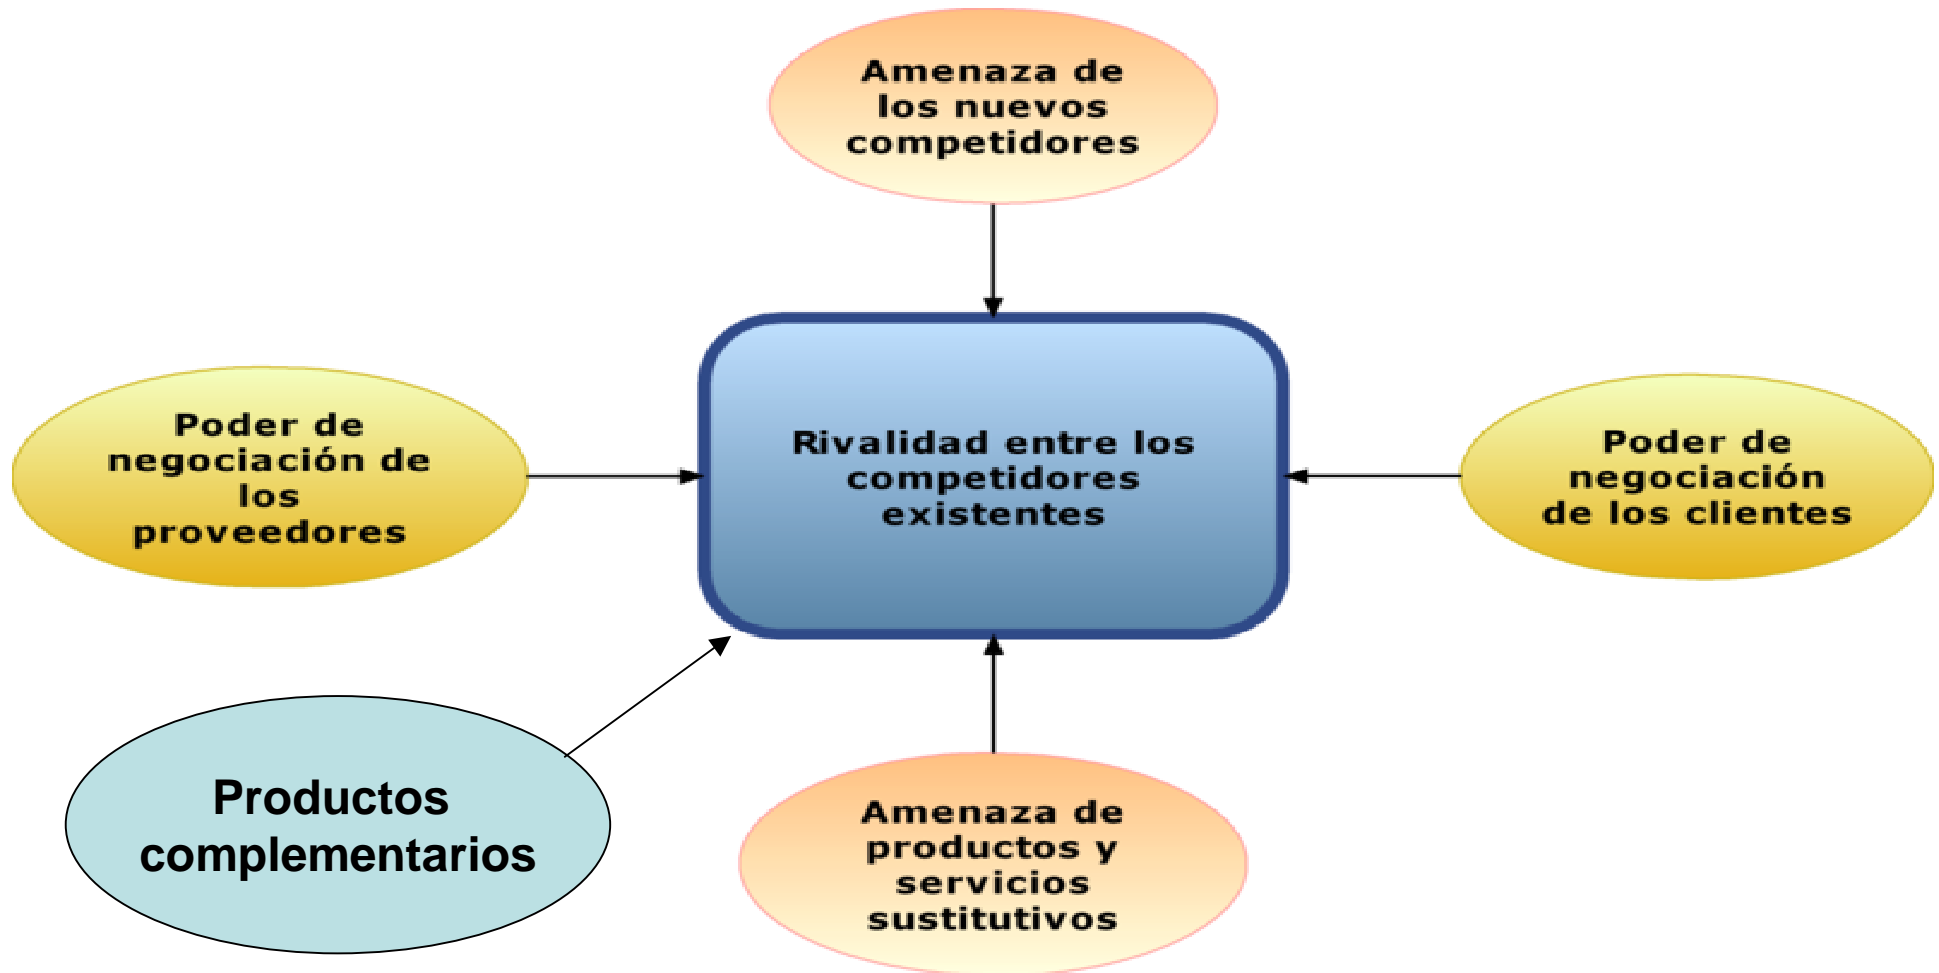 Amenaza de
los nuevos
competidores
Poder de
negociación de
los
proveedores
Rivalidad entre los
competidores
existentes
Poder de
negociación
de los clientes
Productos
complementarios
Amenaza de
productos y
servicios
sustitutivos